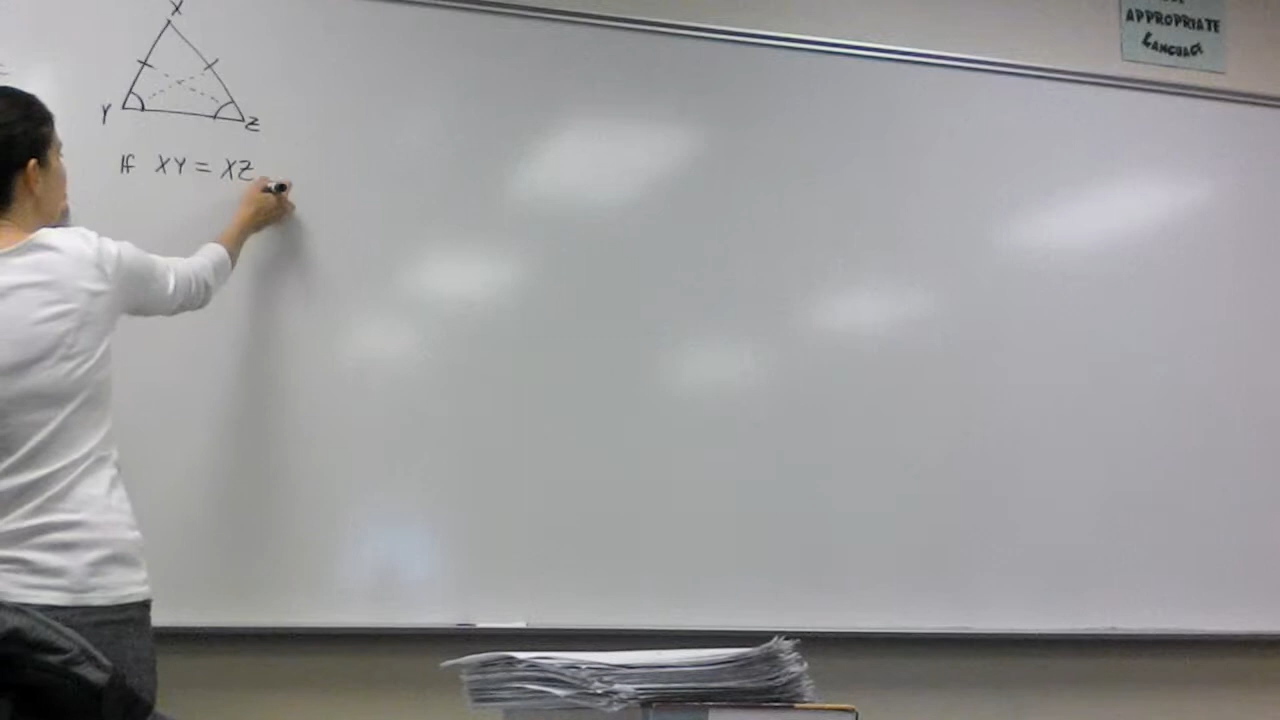 X
Y
Z
If XY = XZ
APPROPRIATE
LANGUAGE